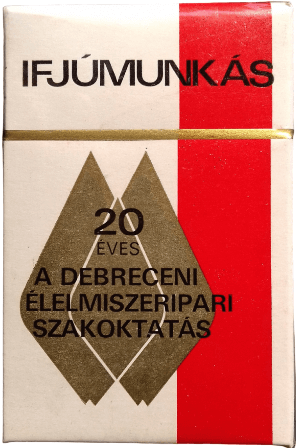 IFJÚMUNKÁS
20
ÉVES
A DEBRECENI
ÉLELMISZERIPARI
SZAKOKTATÁS